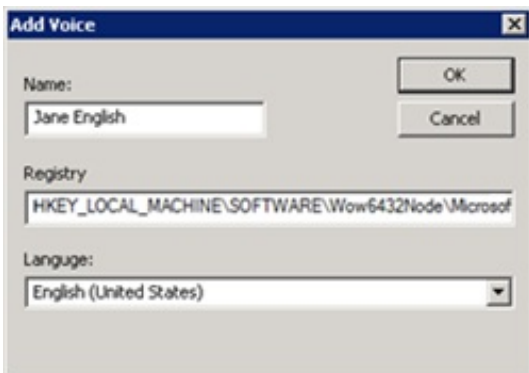 Add Voice
Name:
OK
Jane English
Cancel
Registry
HKEY_LOCAL_MACHINE\SOFTWARE\Wow6432Node\Microsof
Languge:
English (United States)